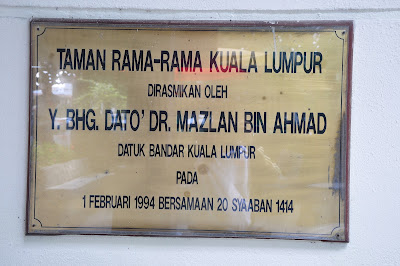 TAMAN RAMA-RAMA KUALA LUMPUR
DIRASMIKAN OLEH
Y. BHG. DATO' DR. MAZLAN BIN AHMAD
DATUK BANDAR KUALA LUMPUR
PADA
1 FEBRUARI 1994 BERSAMAAN 20 SYAABAN 1414